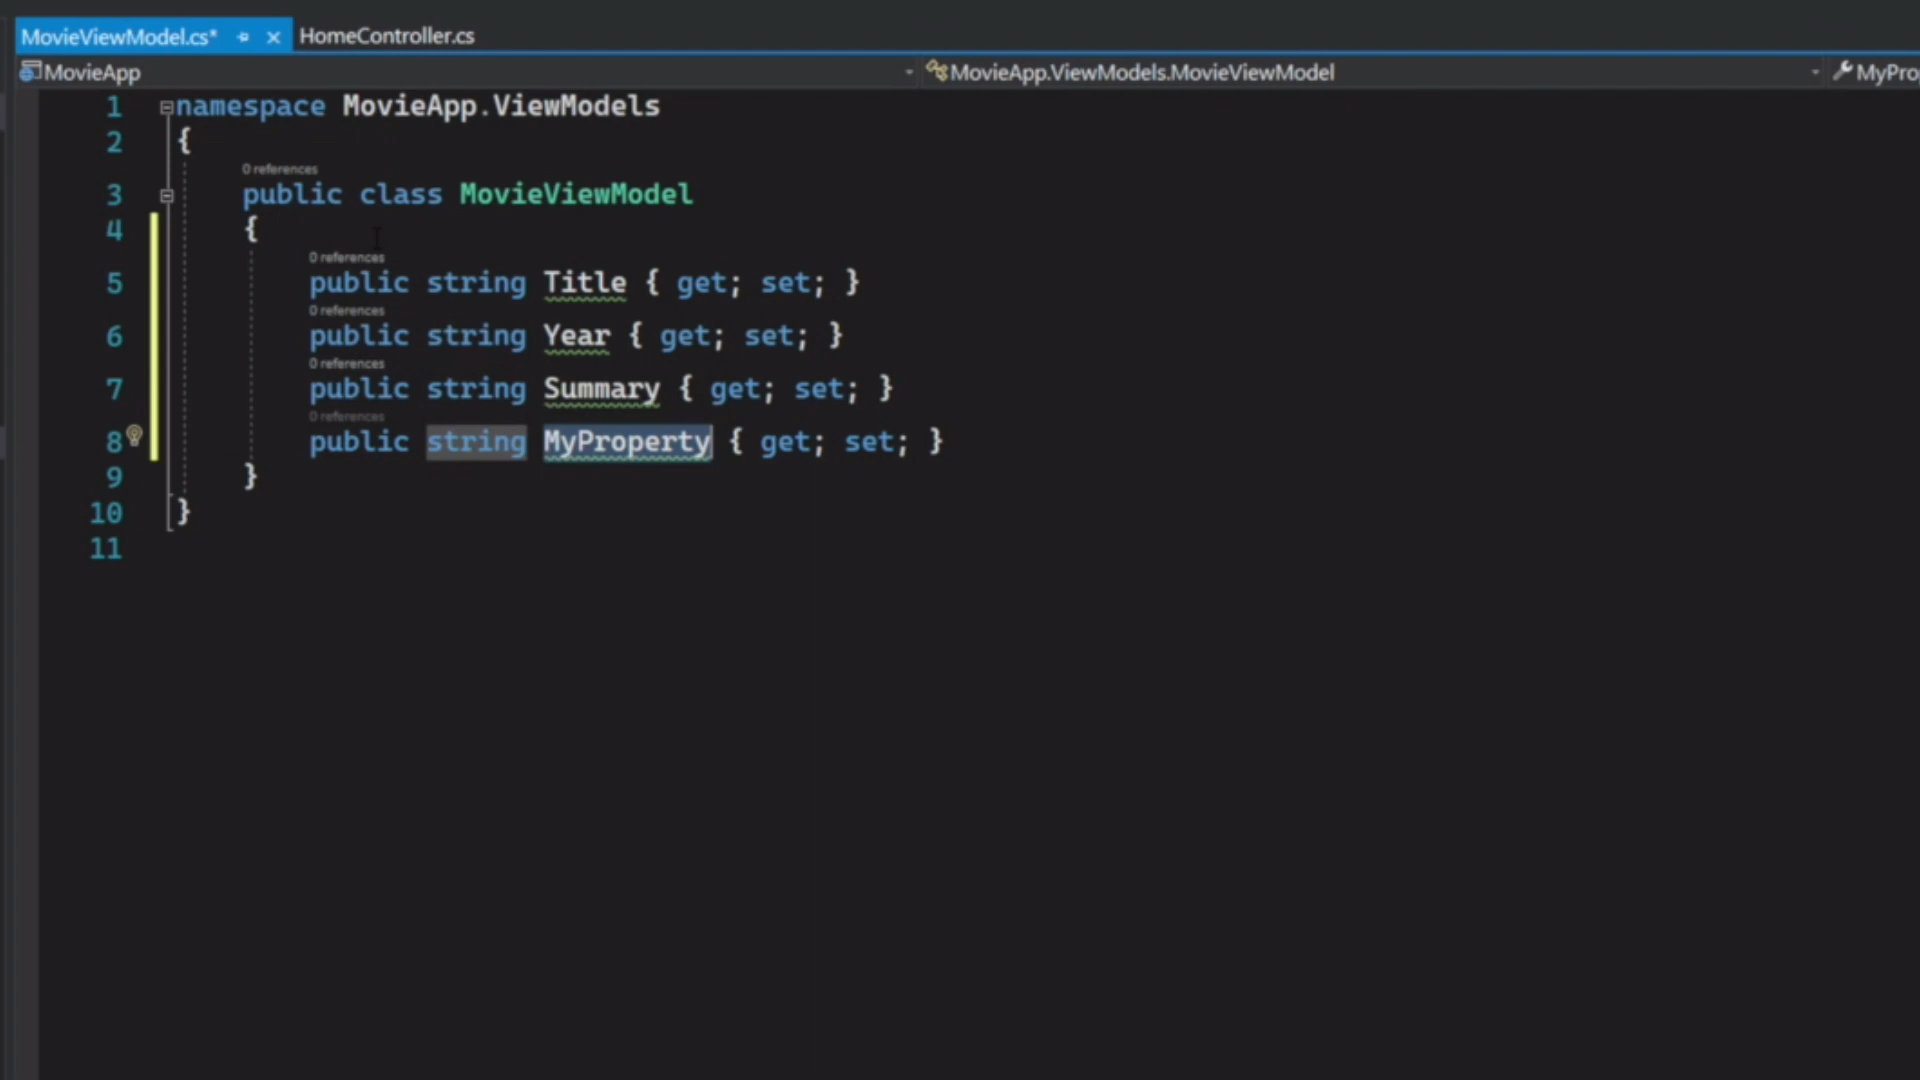 MovieViewModel.cs* HomeController.cs
MovieApp MovieApp.ViewModels.MovieViewModel MyPro
1 namespace MovieApp.ViewModels
2 {
0 references
3 public class MovieViewModel
4 {
0 references
5 public string Title { get; set; }
0 references
6 public string Year { get; set; }
0 references
7 public string Summary { get; set; }
0 references
8 public string MyProperty { get; set; }
9 }
10 }
11